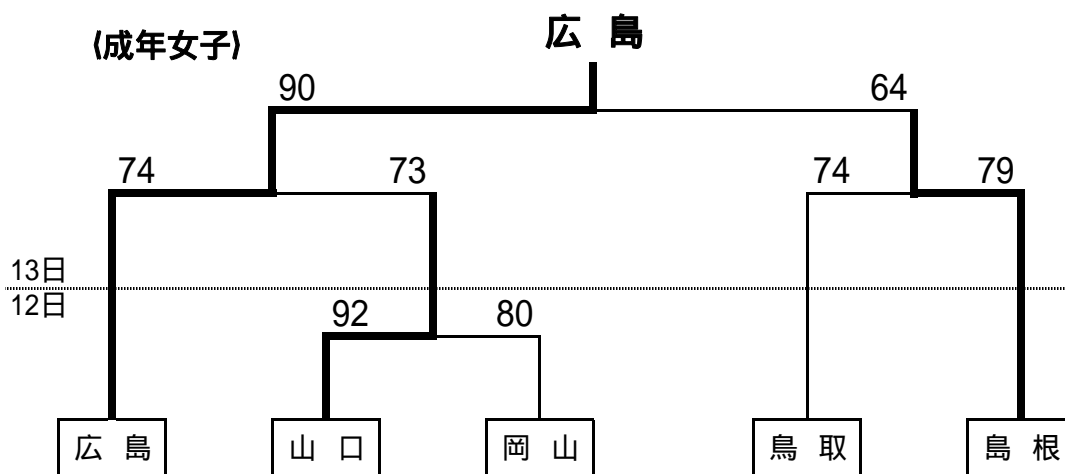 (成年女子)
広 島
90 64
74 73 74 79
13日
12日
92 80
広 島 山 口 岡 山 鳥 取 島 根